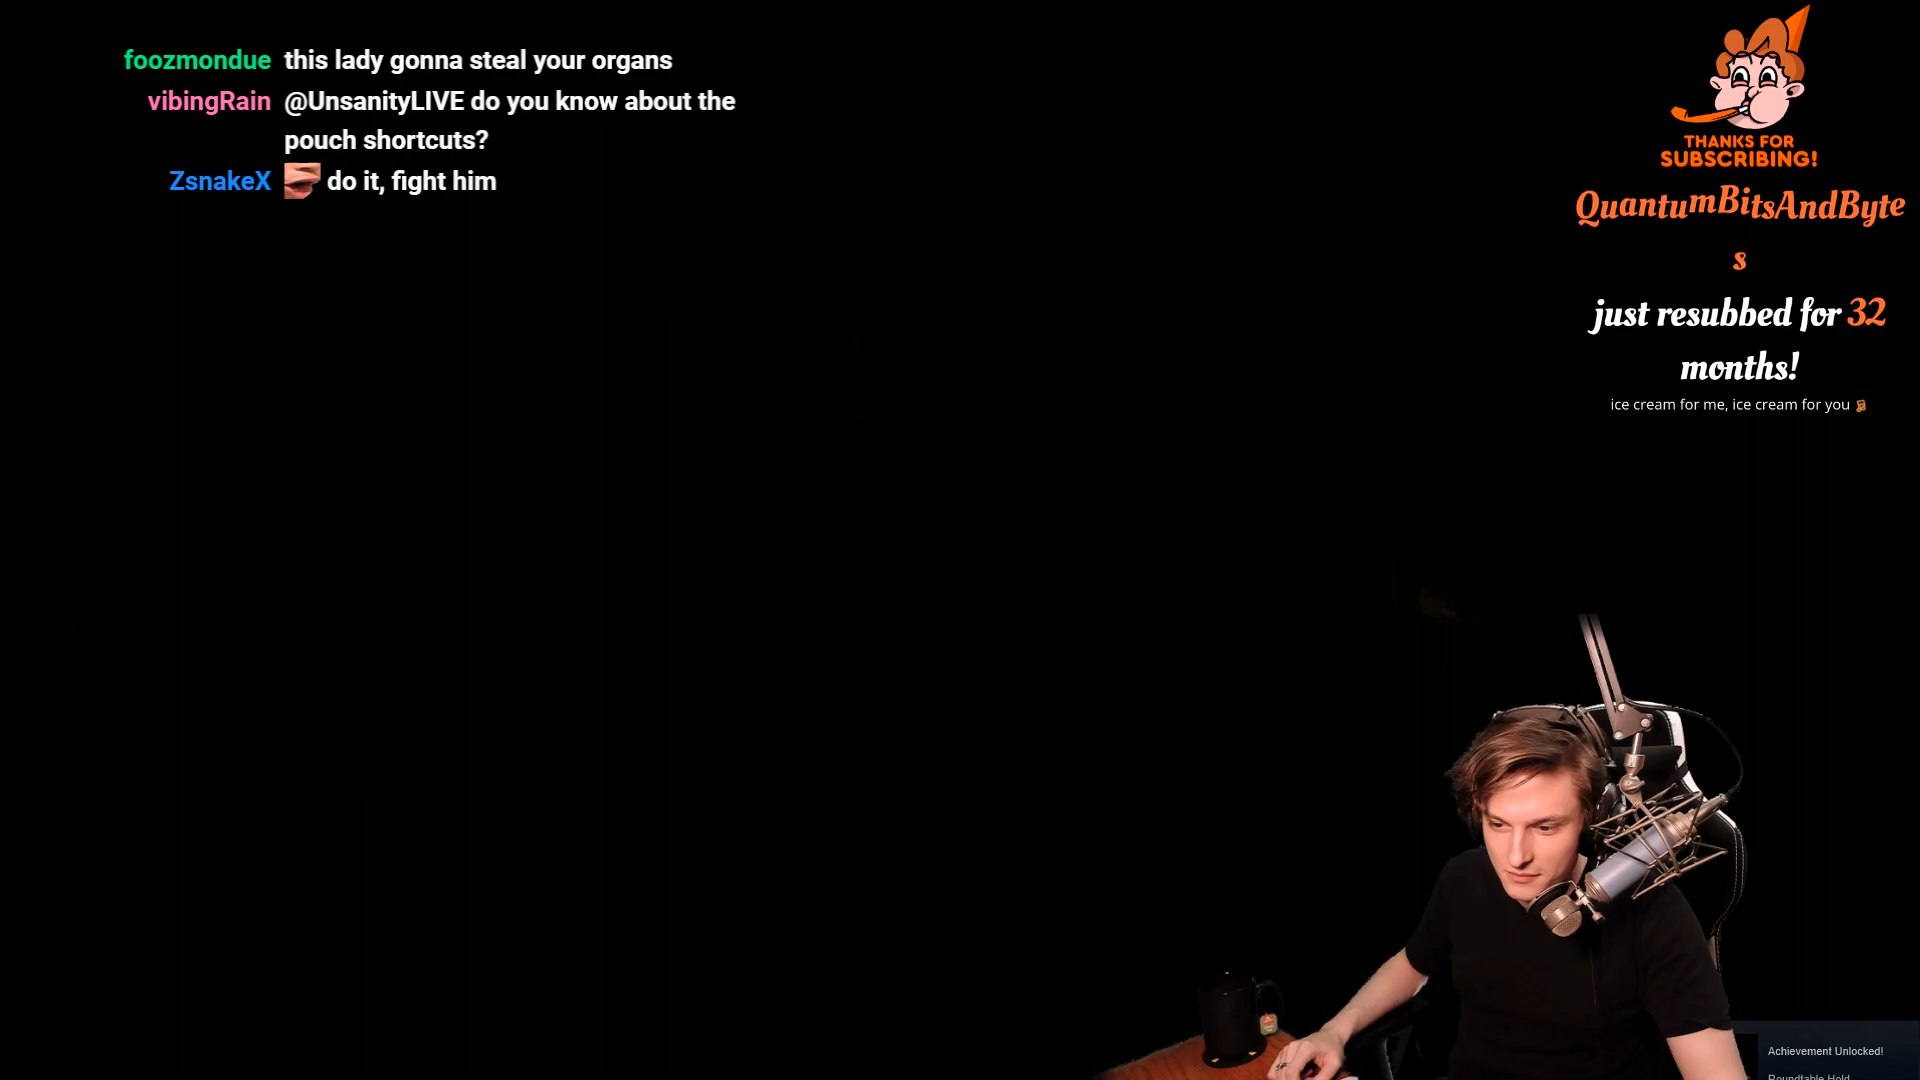 foozmondue this lady gonna steal your organs
vibingRain @UnsanityLIVE do you know about the
pouch shortcuts?
ZsnakeX do it, fight him
THANKS FOR
SUBSCRIBING!
QuantumBitsAndByte
s
just resubbed for 32
months!
ice cream for me, ice cream for you
Achievement Unlocked!
Roundtable Hold